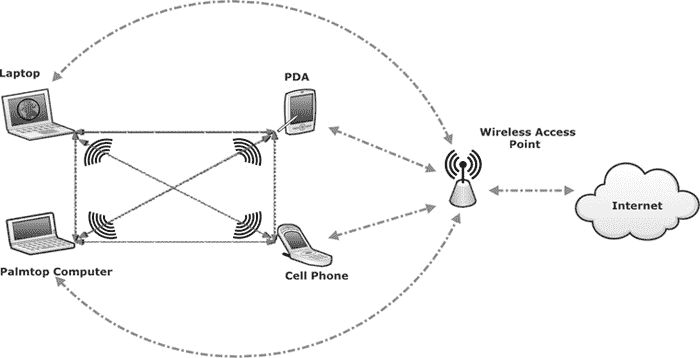 Laptop
PDA
Wireless Access
Point
Internet
Palmtop Computer
Cell Phone